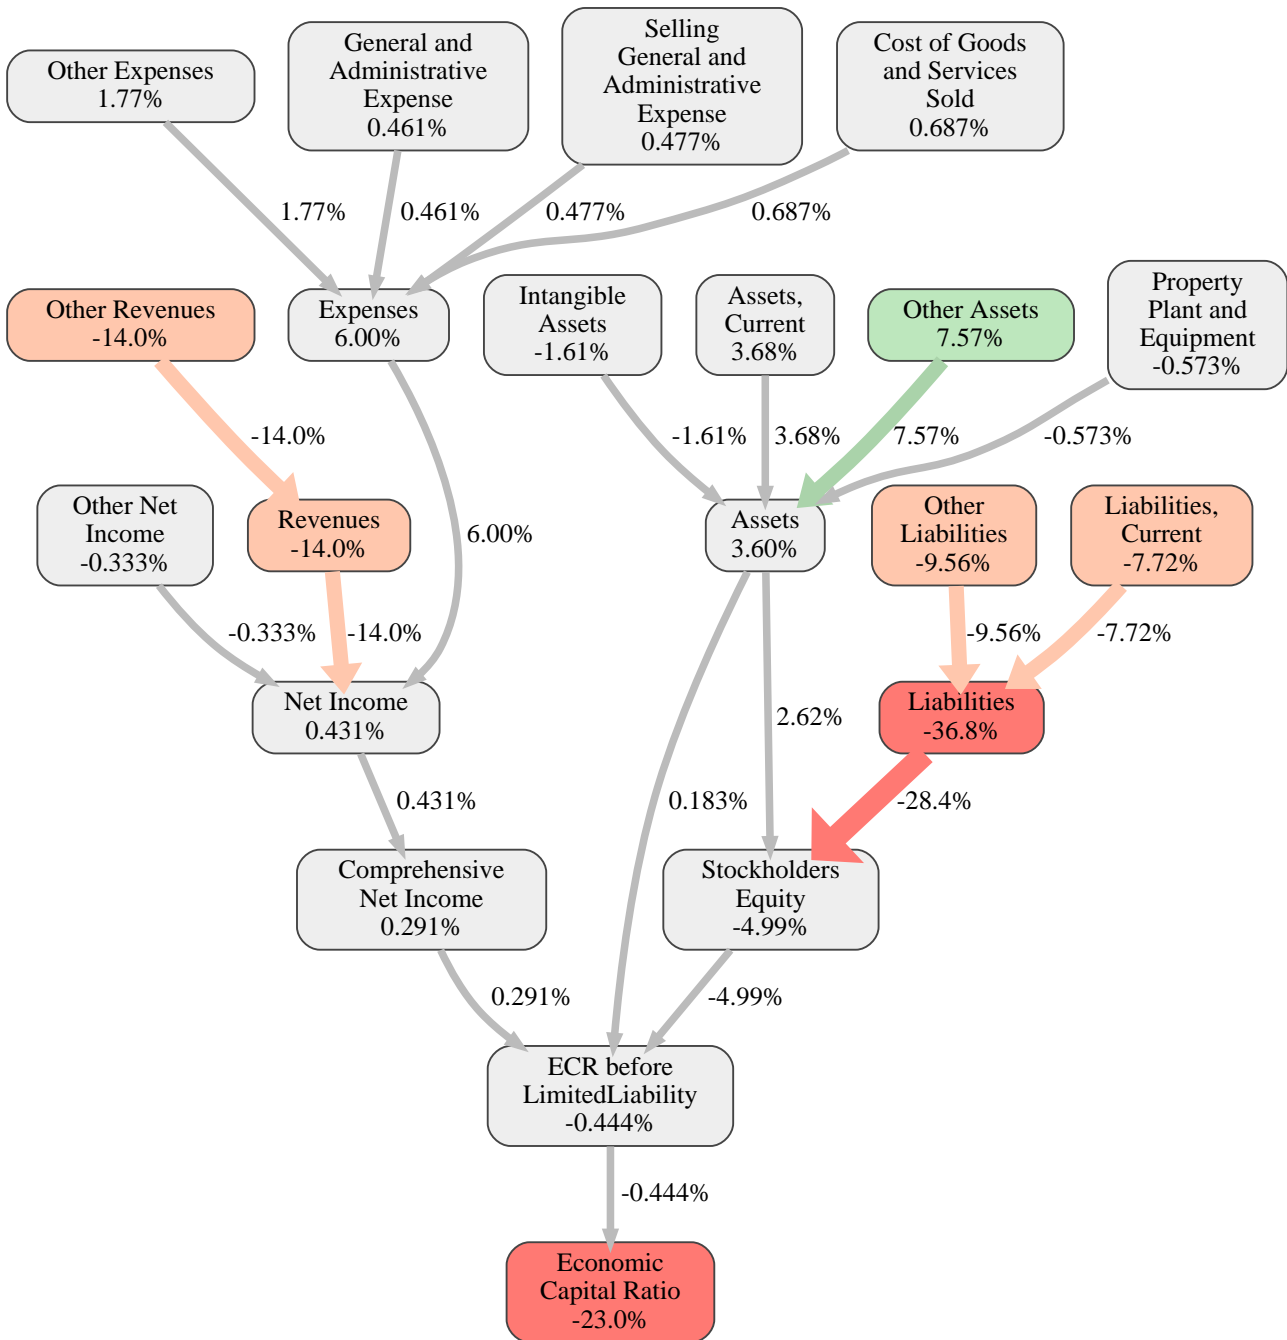 Other Expenses
1.77%
General and
Administrative
Expense
0.461%
Selling
General and
Administrative
Expense
0.477%
Cost of Goods
and Services
Sold
0.687%
1.77%
0.461%
0.477%
0.687%
Other Revenues
-14.0%
Expenses
6.00%
Intangible
Assets
-1.61%
Assets,
Current
3.68%
Other Assets
7.57%
Property
Plant and
Equipment
-0.573%
-14.0%
-1.61%
3.68%
7.57%
-0.573%
Other Net
Income
-0.333%
Revenues
-14.0%
6.00%
Assets
3.60%
Other
Liabilities
-9.56%
Liabilities,
Current
-7.72%
-0.333%
-14.0%
-9.56%
-7.72%
Net Income
0.431%
2.62%
Liabilities
-36.8%
0.431%
0.183%
-28.4%
Comprehensive
Net Income
0.291%
Stockholders
Equity
-4.99%
0.291%
-4.99%
ECR before
LimitedLiability
-0.444%
-0.444%
Economic
Capital Ratio
-23.0%